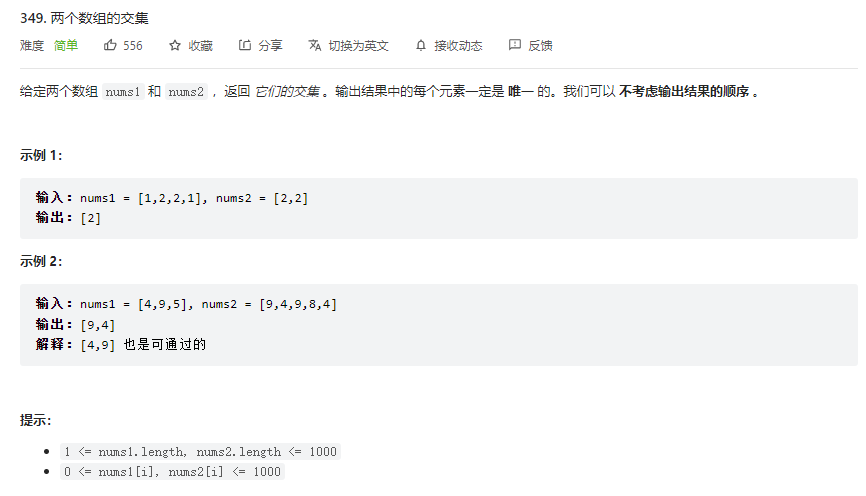 349. 两个数组的交集
难度 简单 556 收藏 分享 切换为英文 接收动态 反馈
给定两个数组 nums1 和 nums2 ，返回 它们的交集 。输出结果中的每个元素一定是 唯一 的。我们可以 不考虑输出结果的顺序 。
示例 1：
输入：nums1 = [1,2,2,1], nums2 = [2,2]
输出：[2]
示例 2：
输入：nums1 = [4,9,5], nums2 = [9,4,9,8,4]
输出：[9,4]
解释：[4,9] 也是可通过的
提示：
1 <= nums1.length, nums2.length <= 1000
0 <= nums1[i], nums2[i] <= 1000